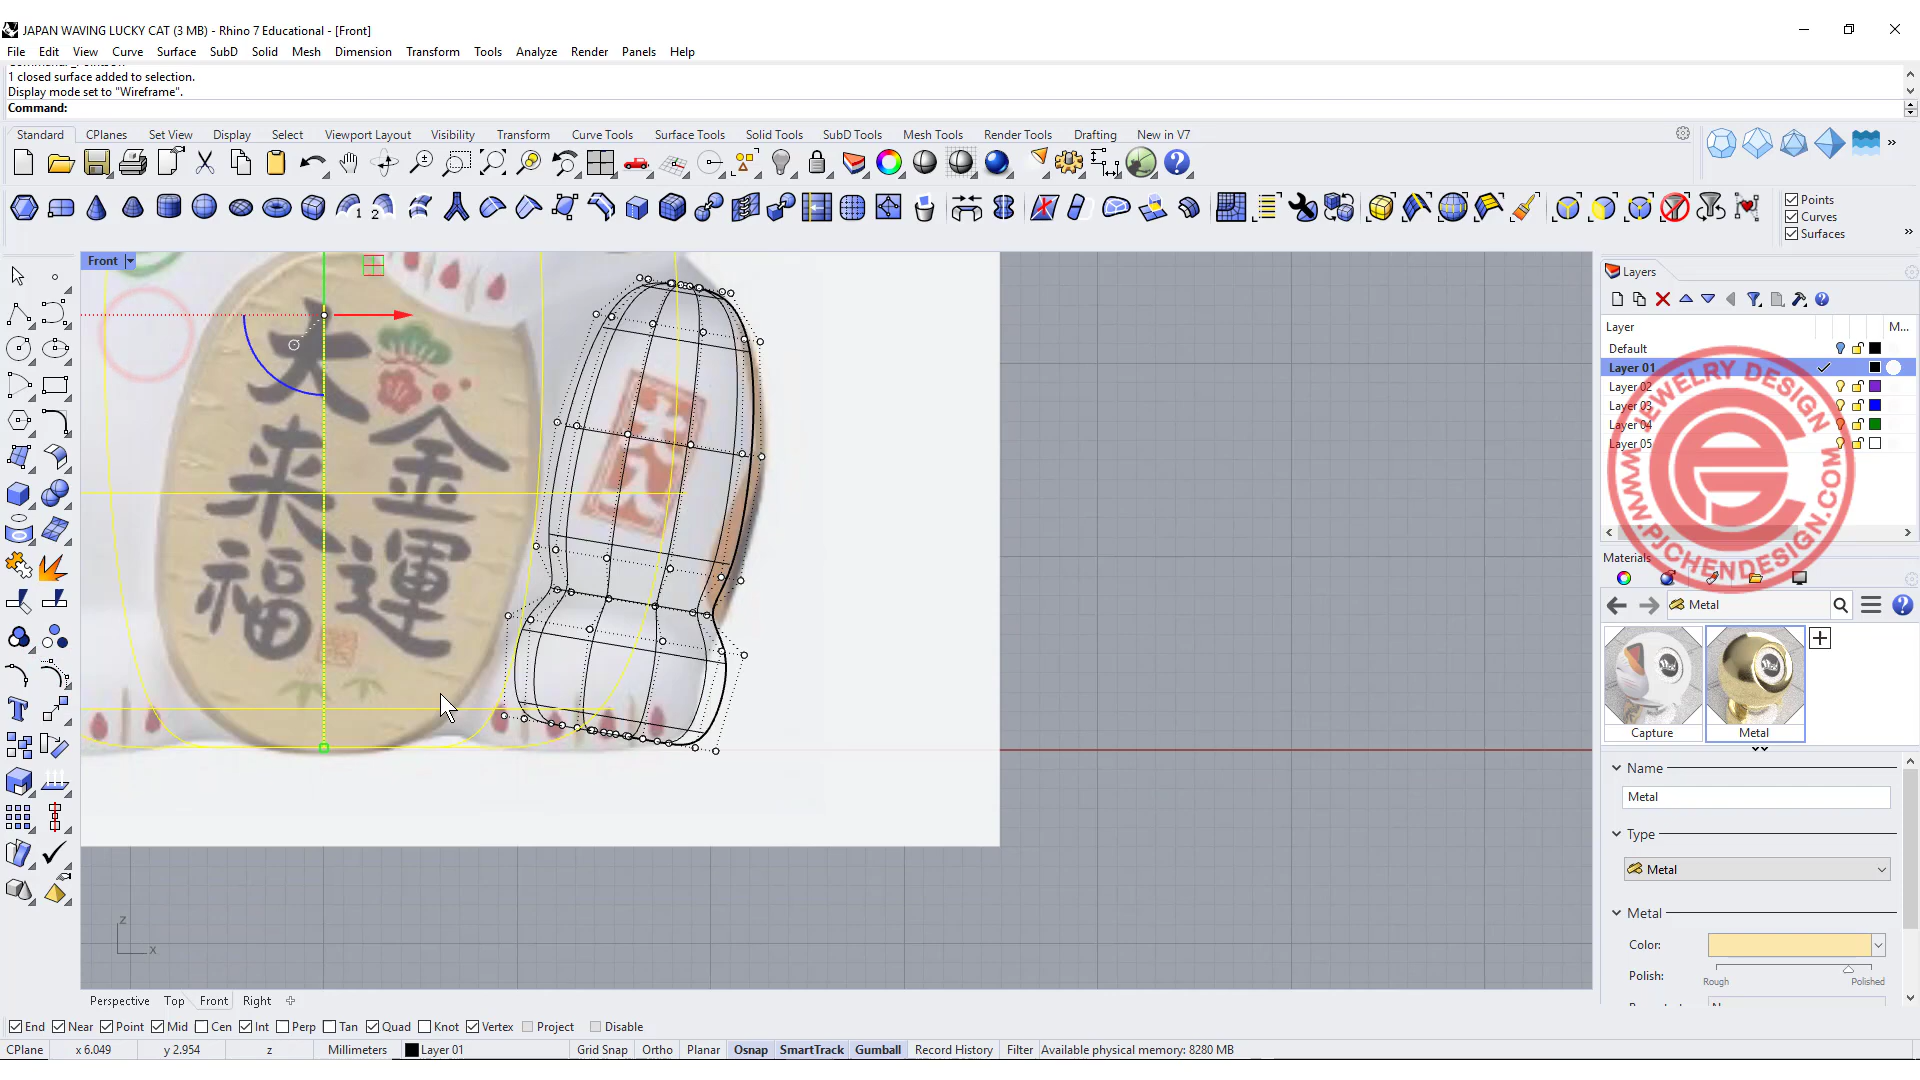 JAPAN WAVING LUCKY CAT (3 MB) - Rhino 7 Educational - [Front]
File Edit View Curve Surface SubD Solid Mesh Dimension Transform Tools Analyze Render Panels Help
1 closed surface added to selection.
Display mode set to "Wireframe".
Command:
Standard CPlanes Set View Display Select Viewport Layout Visibility Transform Curve Tools Surface Tools Solid Tools SubD Tools Mesh Tools Render Tools Drafting New in V7
Points
Curves
Surfaces
Front
大来福
金運
Layers
Layer M...
Default
Layer 01
Layer 02
Layer 03
Layer 04
Layer 05
JEWELRY DESIGN
WWW.PJCHENDESIGN.COM
Materials
Metal
Capture Metal
Name
Metal
Type
Metal
Metal
Color:
Polish:
Rough Polished
z
x
Perspective Top Front Right
End Near Point Mid Cen Int Perp Tan Quad Knot Vertex Project Disable
CPlane x 6.049 y 2.954 z Millimeters Layer 01 Grid Snap Ortho Planar Osnap SmartTrack Gumball Record History Filter Available physical memory: 8280 MB